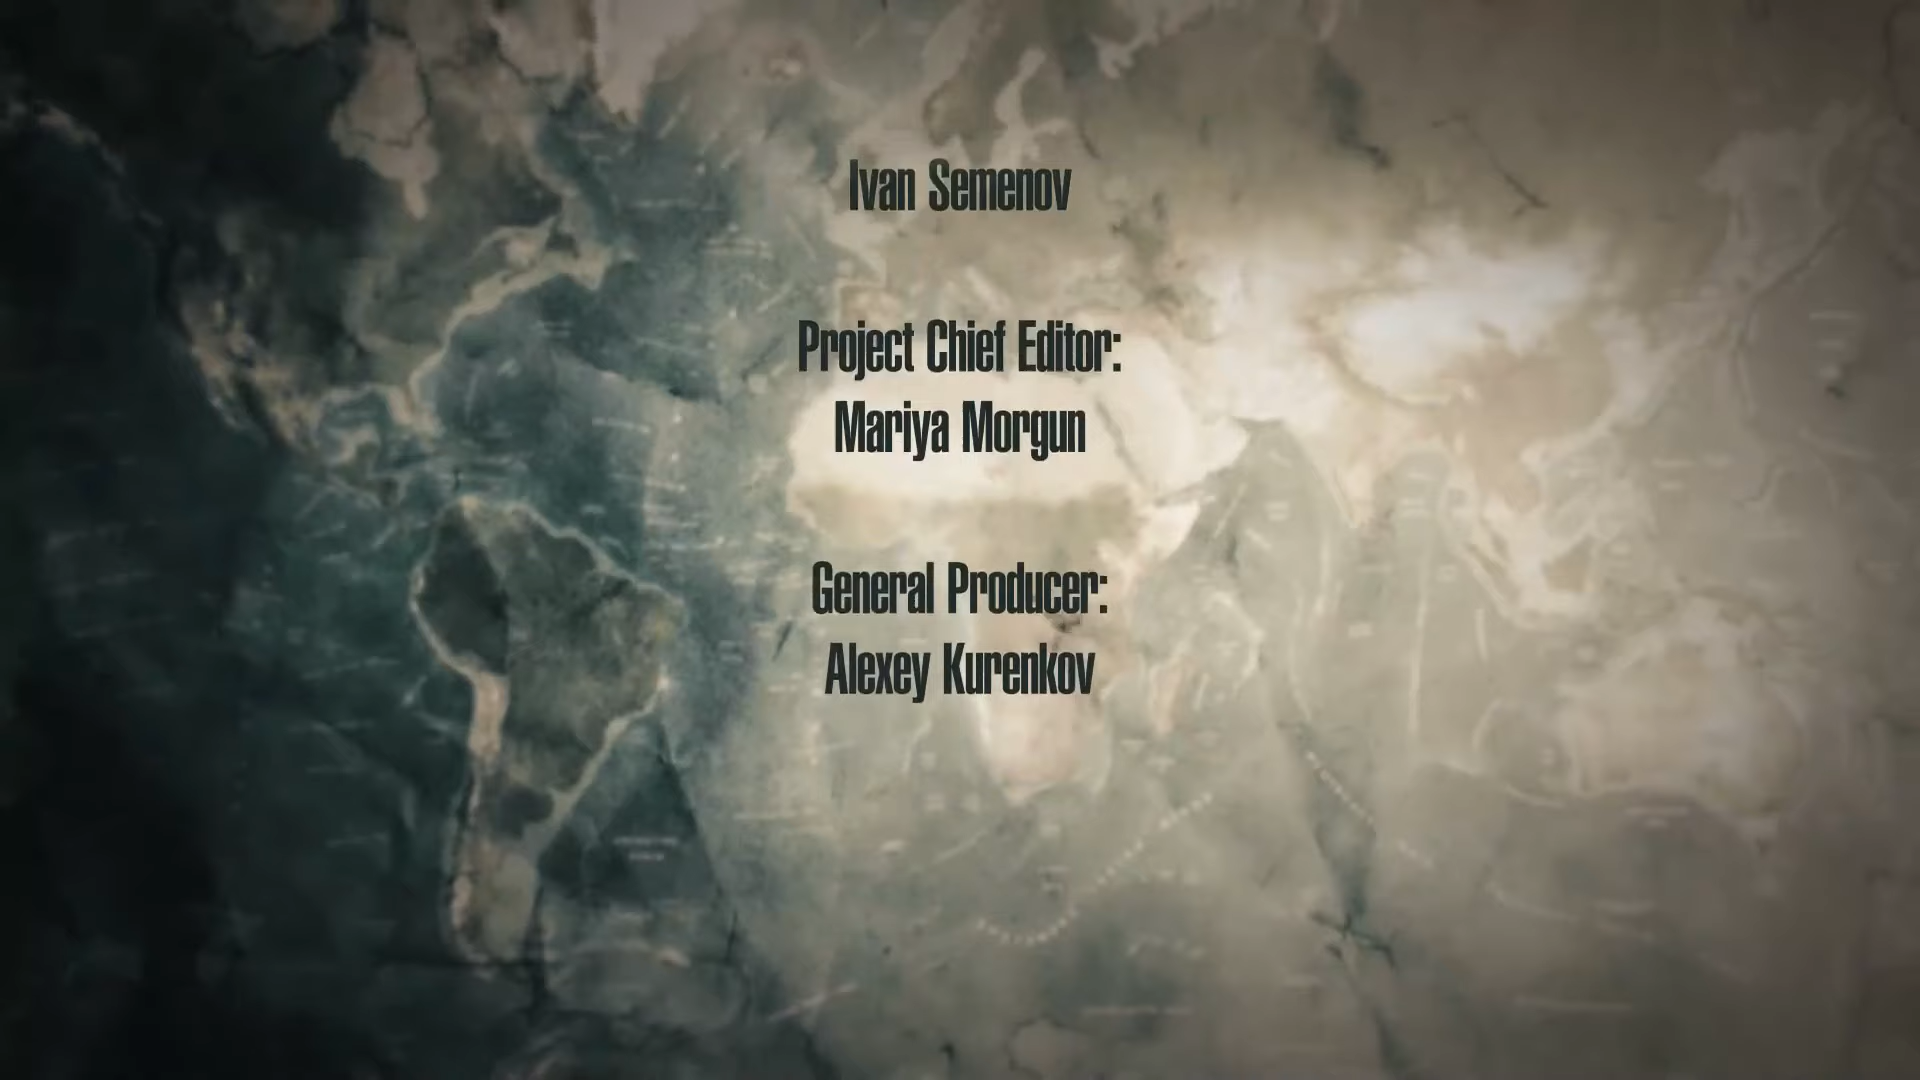 Ivan Semenov
Project Chief Editor:
Mariya Morgun
General Producer:
Alexey Kurenkov